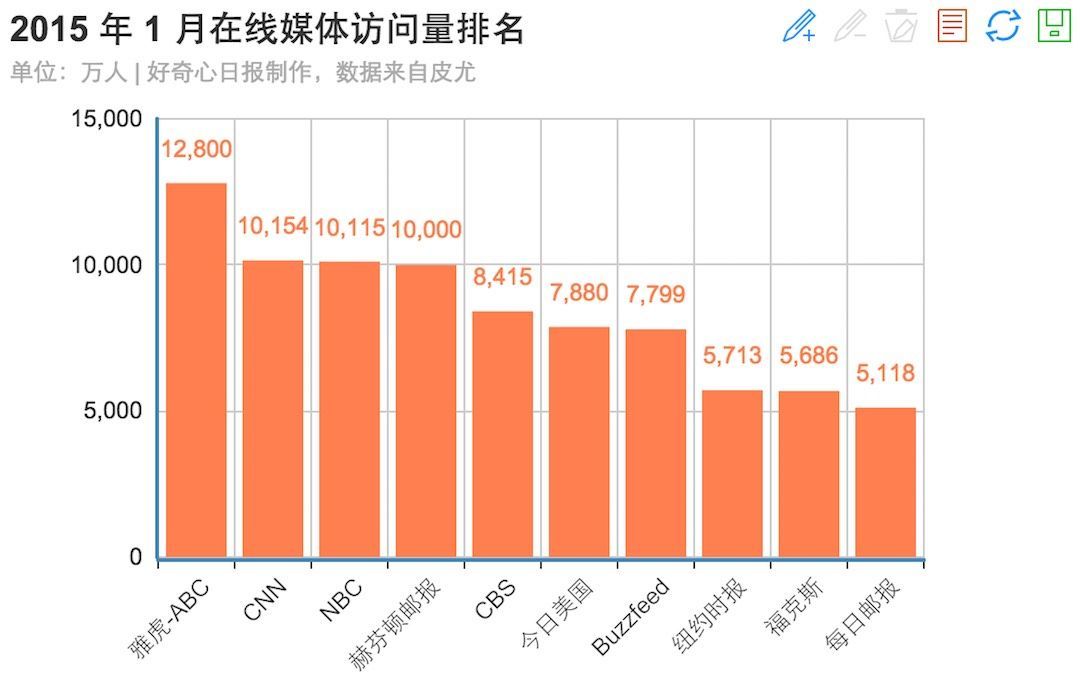 2015 年 1 月在线媒体访问量排名
单位：万人 | 好奇心日报制作，数据来自皮尤
15,000
12,800
10,154
10,115
10,000
8,415
7,880
7,799
5,713
5,686
5,118
10,000
5,000
0
雅虎-ABC
CNN
NBC
赫芬顿邮报
CBS
今日美国
Buzzfeed
纽约时报
福克斯
每日邮报